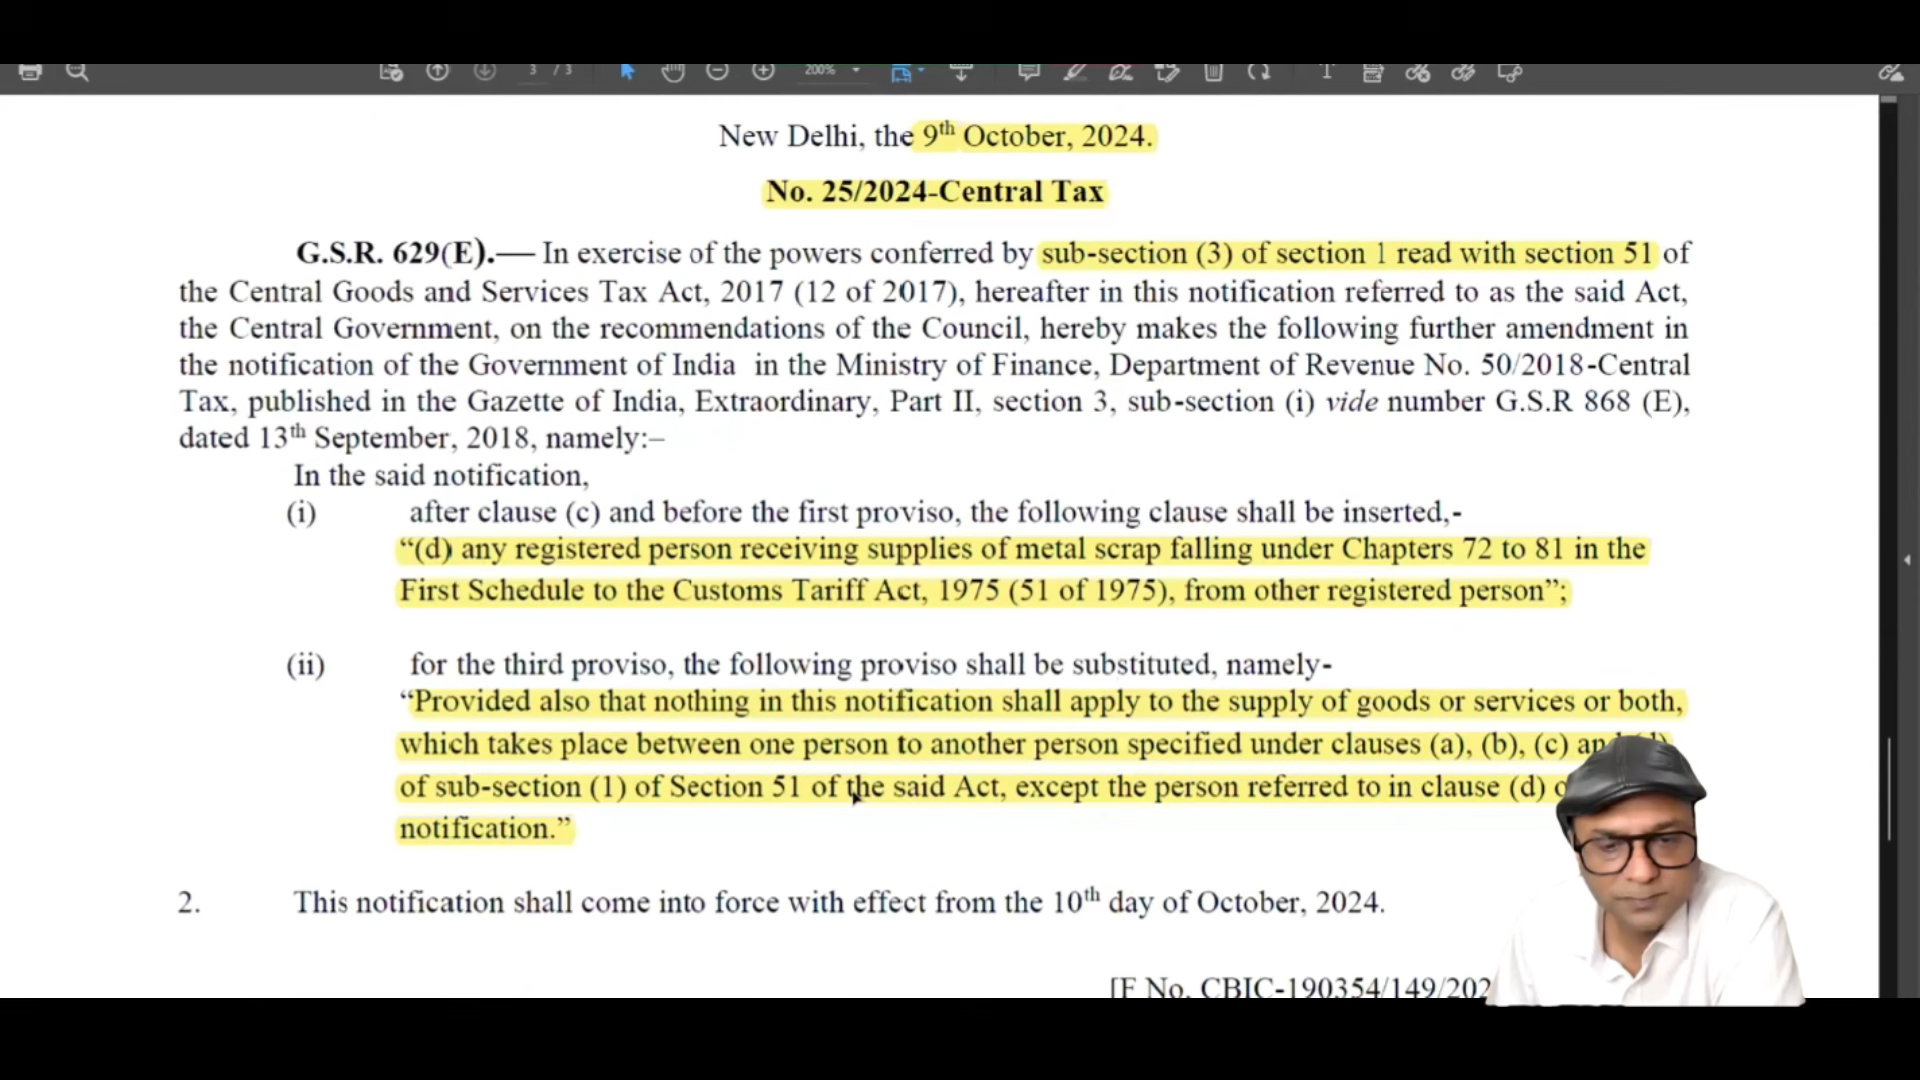 3 / 3 200%
New Delhi, the 9th October, 2024.
No. 25/2024-Central Tax
G.S.R. 629(E).— In exercise of the powers conferred by sub-section (3) of section 1 read with section 51 of
the Central Goods and Services Tax Act, 2017 (12 of 2017), hereafter in this notification referred to as the said Act,
the Central Government, on the recommendations of the Council, hereby makes the following further amendment in
the notification of the Government of India in the Ministry of Finance, Department of Revenue No. 50/2018-Central
Tax, published in the Gazette of India, Extraordinary, Part II, section 3, sub-section (i) vide number G.S.R 868 (E),
dated 13th September, 2018, namely:–
In the said notification,
(i) after clause (c) and before the first proviso, the following clause shall be inserted,-
“(d) any registered person receiving supplies of metal scrap falling under Chapters 72 to 81 in the
First Schedule to the Customs Tariff Act, 1975 (51 of 1975), from other registered person”;
(ii) for the third proviso, the following proviso shall be substituted, namely-
“Provided also that nothing in this notification shall apply to the supply of goods or services or both,
which takes place between one person to another person specified under clauses (a), (b), (c)
of sub-section (1) of Section 51 of the said Act, except the person referred to in clause (d)
notification.”
2. This notification shall come into force with effect from the 10th day of October, 2024.
[F No. CBIC-190354/149/202